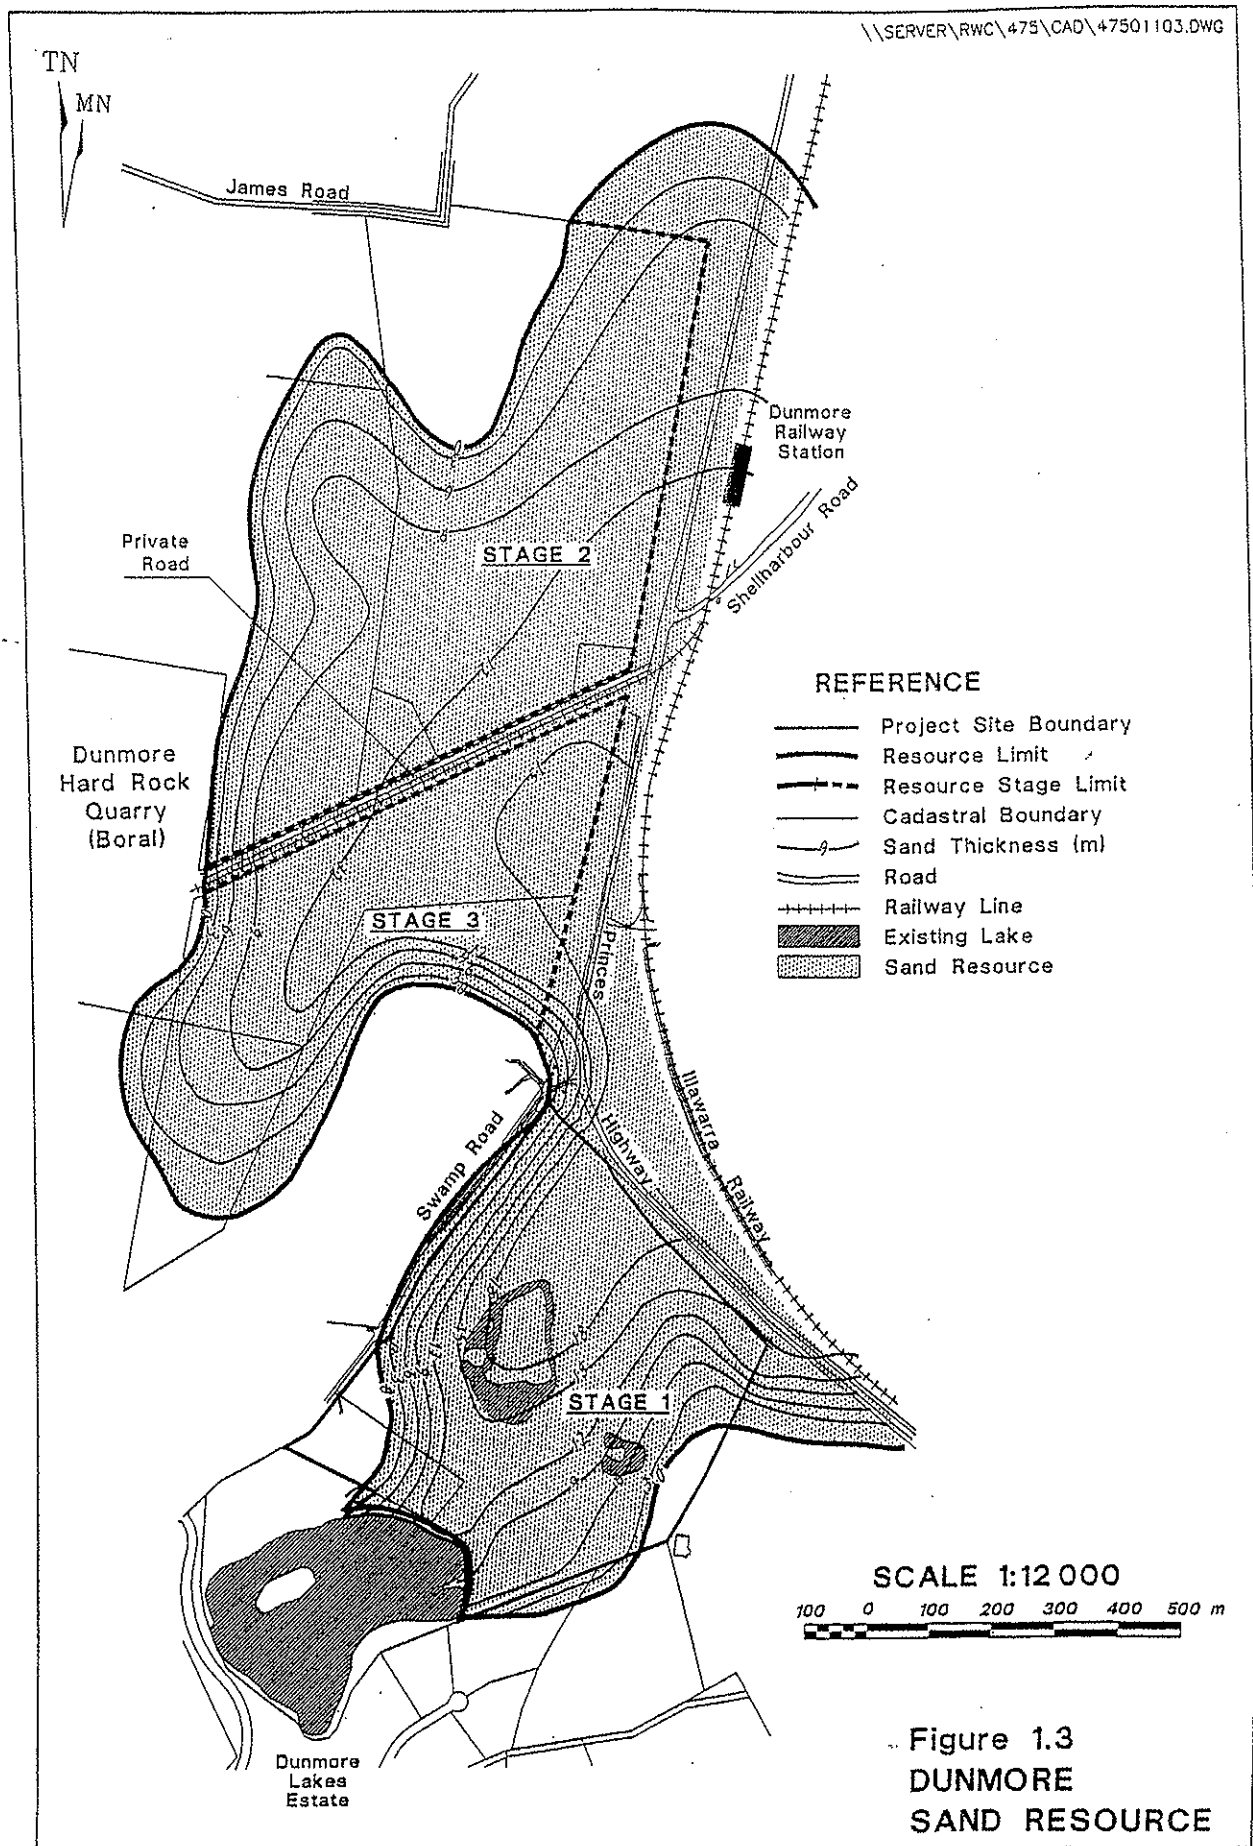 \\SERVER\RWC\475\CAD\47501103.DWG
TN
MN
James Road
Dunmore
Railway
Station
Shellharbour Road
Private
Road
STAGE 2
REFERENCE
Project Site Boundary
Resource Limit
Resource Stage Limit
Cadastral Boundary
9
Sand Thickness (m)
Road
Railway Line
Existing Lake
Sand Resource
Dunmore
Hard Rock
Quarry
(Boral)
STAGE 3
Princes
Highway
Illawarra
Railway
Swamp Road
STAGE 1
SCALE 1:12 000
100 0 100 200 300 400 500 m
Dunmore
Lakes
Estate
Figure 1.3
DUNMORE
SAND RESOURCE